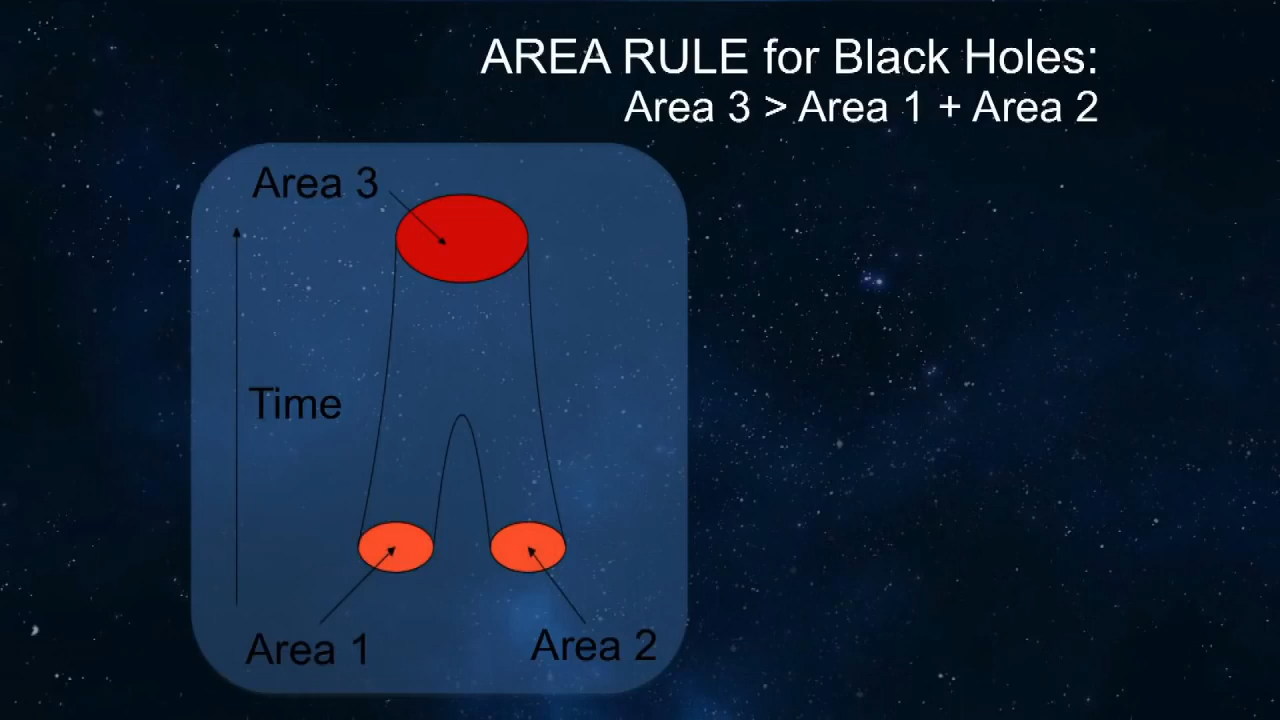 AREA RULE for Black Holes:
Area 3 > Area 1 + Area 2
Area 3
Time
Area 1
Area 2